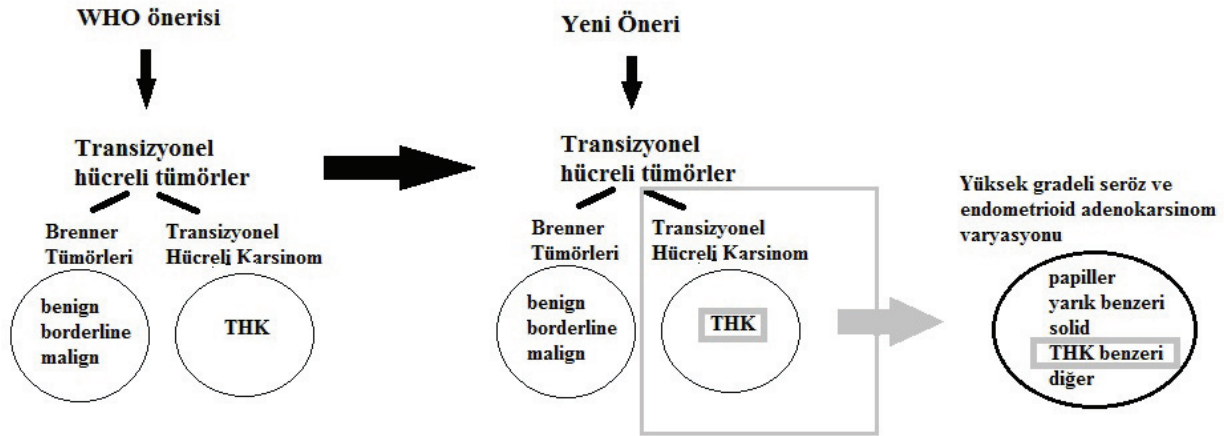 WHO önerisi
Transizyonel
hücreli tümörler
Brenner
Tümörleri
benign
borderline
malign
Transizyonel
Hücreli Karsinom
THK
Yeni Öneri
Transizyonel
hücreli tümörler
Brenner
Tümörleri
benign
borderline
malign
Transizyonel
Hücreli Karsinom
THK
Yüksek gradeli seröz ve
endometrioid adenokarsinom
varyasyonu
papiller
yarık benzeri
solid
THK benzeri
diğer